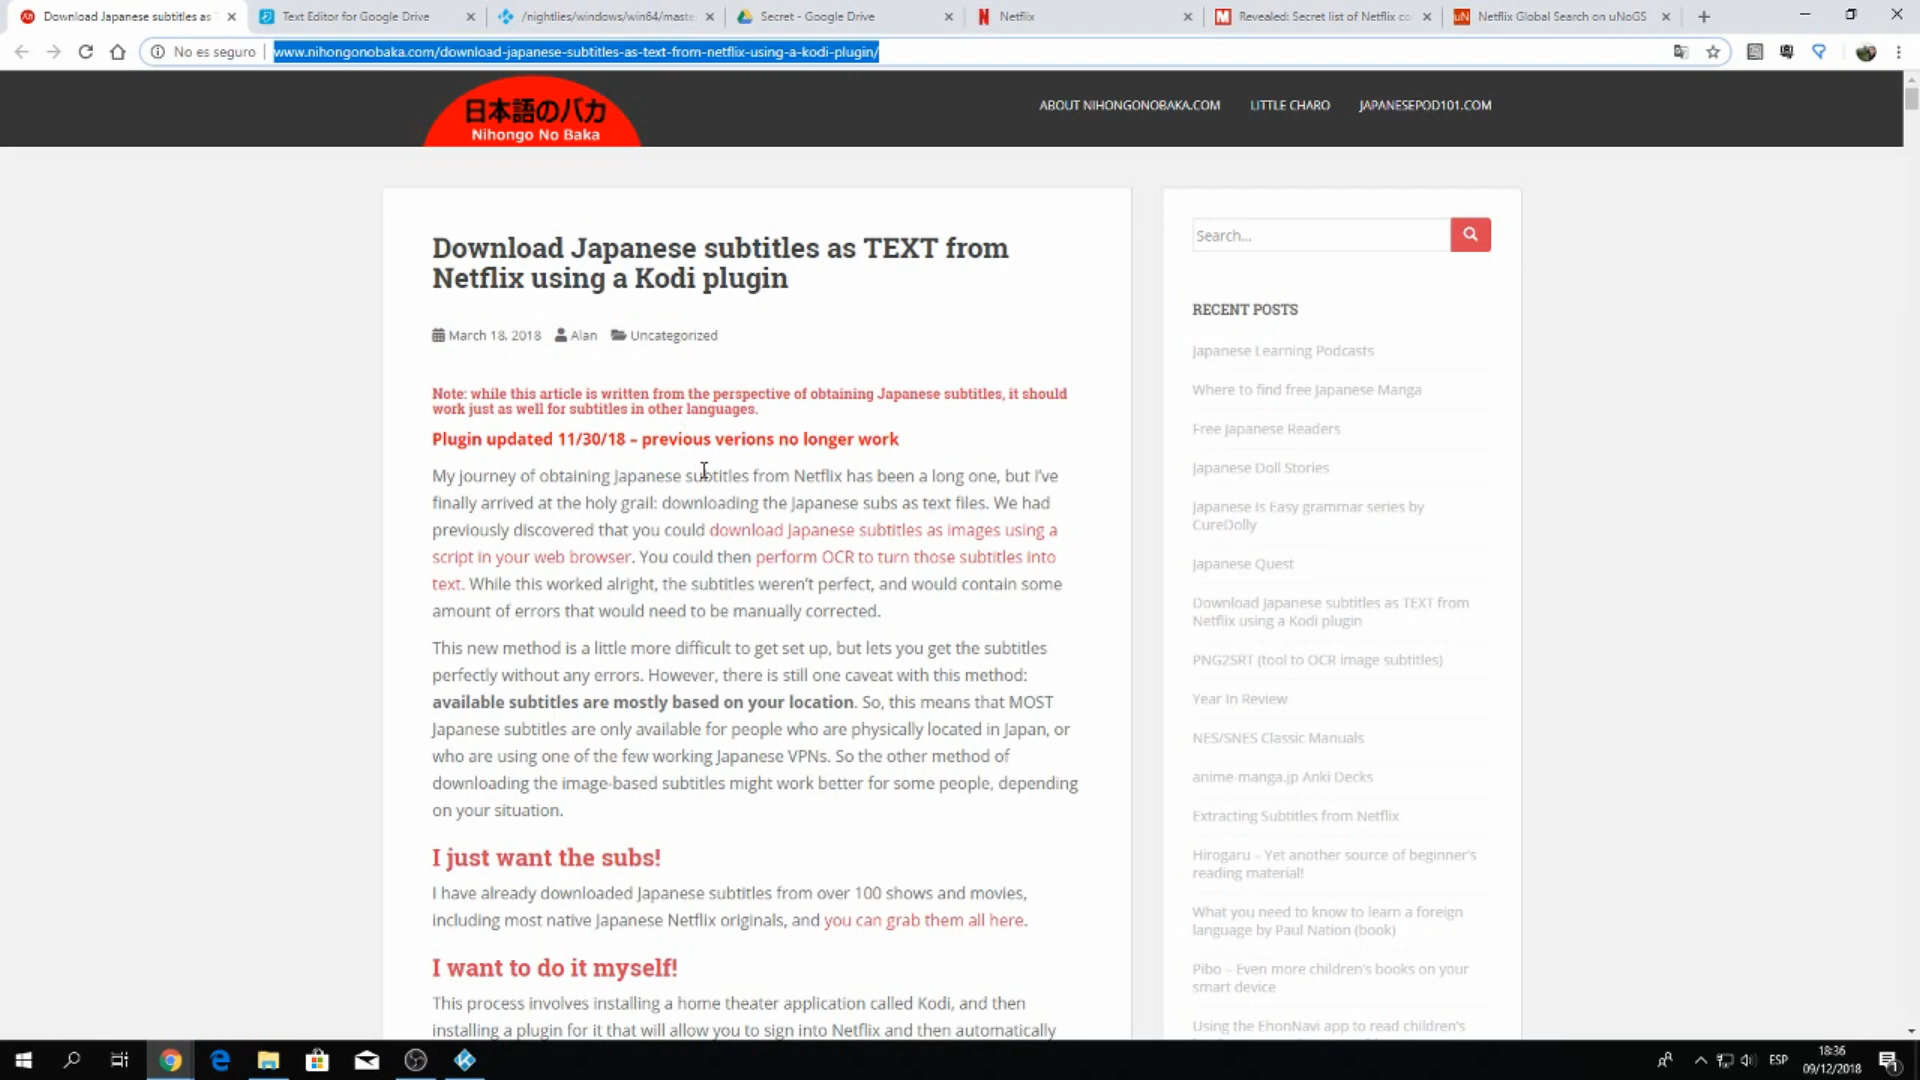 Download Japanese subtitles as
Text Editor for Google Drive
/nightlies/windows/win64/maste
Secret - Google Drive
Netflix
Revealed: Secret list of Netflix co
Netflix Global Search on uNoGS
No es seguro
www.nihongonobaka.com/download-japanese-subtitles-as-text-from-netflix-using-a-kodi-plugin/
日本語のバカ
Nihongo No Baka
ABOUT NIHONGONOBAKA.COM
LITTLE CHARO
JAPANESEPOD101.COM
Download Japanese subtitles as TEXT from
Netflix using a Kodi plugin
March 18, 2018 Alan Uncategorized
Note: while this article is written from the perspective of obtaining Japanese subtitles, it should
work just as well for subtitles in other languages.
Plugin updated 11/30/18 – previous verions no longer work
My journey of obtaining Japanese subtitles from Netflix has been a long one, but I've
finally arrived at the holy grail: downloading the Japanese subs as text files. We had
previously discovered that you could download Japanese subtitles as images using a
script in your web browser. You could then perform OCR to turn those subtitles into
text. While this worked alright, the subtitles weren't perfect, and would contain some
amount of errors that would need to be manually corrected.
This new method is a little more difficult to get set up, but lets you get the subtitles
perfectly without any errors. However, there is still one caveat with this method:
available subtitles are mostly based on your location. So, this means that MOST
Japanese subtitles are only available for people who are physically located in Japan, or
who are using one of the few working Japanese VPNs. So the other method of
downloading the image-based subtitles might work better for some people, depending
on your situation.
I just want the subs!
I have already downloaded Japanese subtitles from over 100 shows and movies,
including most native Japanese Netflix originals, and you can grab them all here.
I want to do it myself!
This process involves installing a home theater application called Kodi, and then
installing a plugin for it that will allow you to sign into Netflix and then automatically
Search...
RECENT POSTS
Japanese Learning Podcasts
Where to find free Japanese Manga
Free Japanese Readers
Japanese Doll Stories
Japanese is Easy grammar series by
CureDolly
Japanese Quest
Download Japanese subtitles as TEXT from
Netflix using a Kodi plugin
PNG2SRT (tool to OCR image subtitles)
Year In Review
NES/SNES Classic Manuals
anime-manga.jp Anki Decks
Extracting Subtitles from Netflix
Hirogaru – Yet another source of beginner's
reading material!
What you need to know to learn a foreign
language by Paul Nation (book)
Pibo – Even more children's books on your
smart device
Using the EhonNavi app to read children's
ESP
18:36
09/12/2018
1